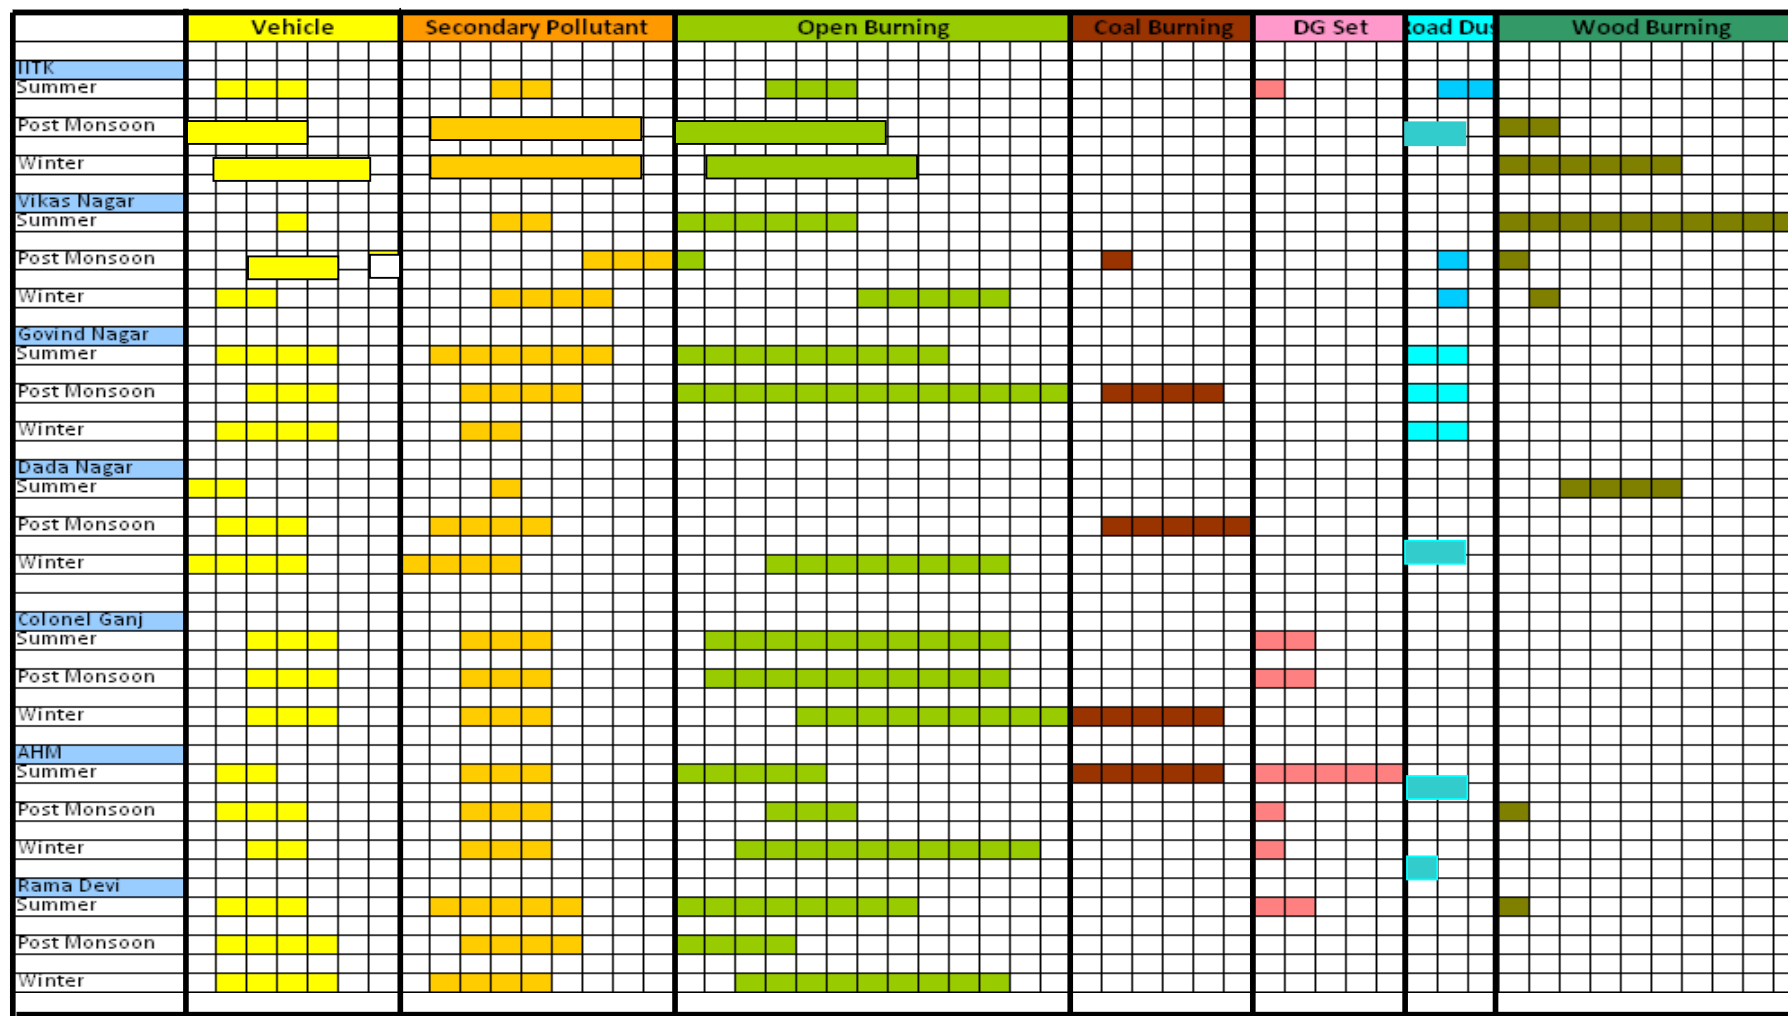 Vehicle Secondary Pollutant Open Burning Coal Burning DG Set Road Dus Wood Burning
IITK
Summer
Post Monsoon
Winter
Vikas Nagar
Summer
Post Monsoon
Winter
Govind Nagar
Summer
Post Monsoon
Winter
Dada Nagar
Summer
Post Monsoon
Winter
Colonel Ganj
Summer
Post Monsoon
Winter
AHM
Summer
Post Monsoon
Winter
Rama Devi
Summer
Post Monsoon
Winter